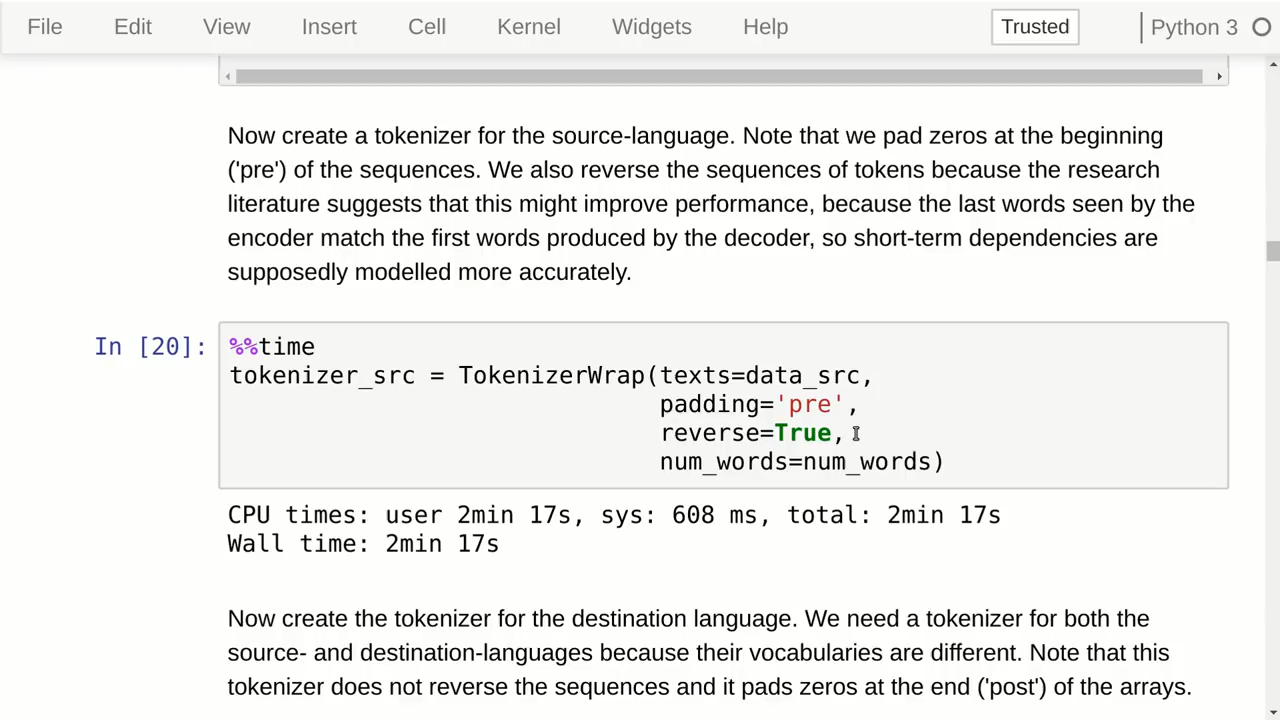 File Edit View Insert Cell Kernel Widgets Help Trusted Python 3
Now create a tokenizer for the source-language. Note that we pad zeros at the beginning
('pre') of the sequences. We also reverse the sequences of tokens because the research
literature suggests that this might improve performance, because the last words seen by the
encoder match the first words produced by the decoder, so short-term dependencies are
supposedly modelled more accurately.
In [20]: %%time
tokenizer_src = TokenizerWrap(texts=data_src,
padding='pre',
reverse=True,
num_words=num_words)
CPU times: user 2min 17s, sys: 608 ms, total: 2min 17s
Wall time: 2min 17s
Now create the tokenizer for the destination language. We need a tokenizer for both the
source- and destination-languages because their vocabularies are different. Note that this
tokenizer does not reverse the sequences and it pads zeros at the end ('post') of the arrays.